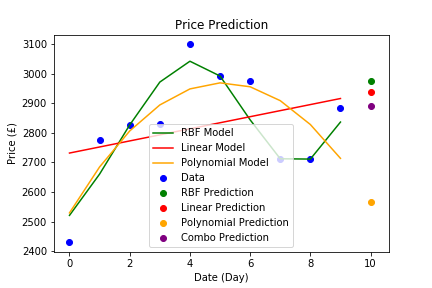 Price Prediction
3100
3000
2900
2800
2700
2600
2500
2400
Price (£)
RBF Model
Linear Model
Polynomial Model
Data
RBF Prediction
Linear Prediction
Polynomial Prediction
Combo Prediction
0 2 4 6 8 10
Date (Day)